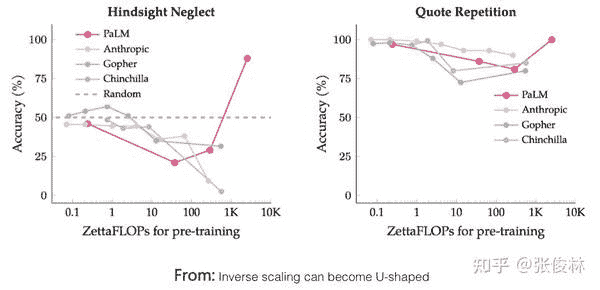 Hindsight Neglect
100
75
50
25
0
Accuracy (%)
PaLM
Anthropic
Gopher
Chinchilla
Random
0.1 1 10 100 1K 10K
ZettaFLOPs for pre-training
Quote Repetition
100
75
50
25
0
Accuracy (%)
PaLM
Anthropic
Gopher
Chinchilla
0.1 1 10 100 1K 10K
ZettaFLOPs for pre-training
知乎 @张俊林
From: Inverse scaling can become U-shaped